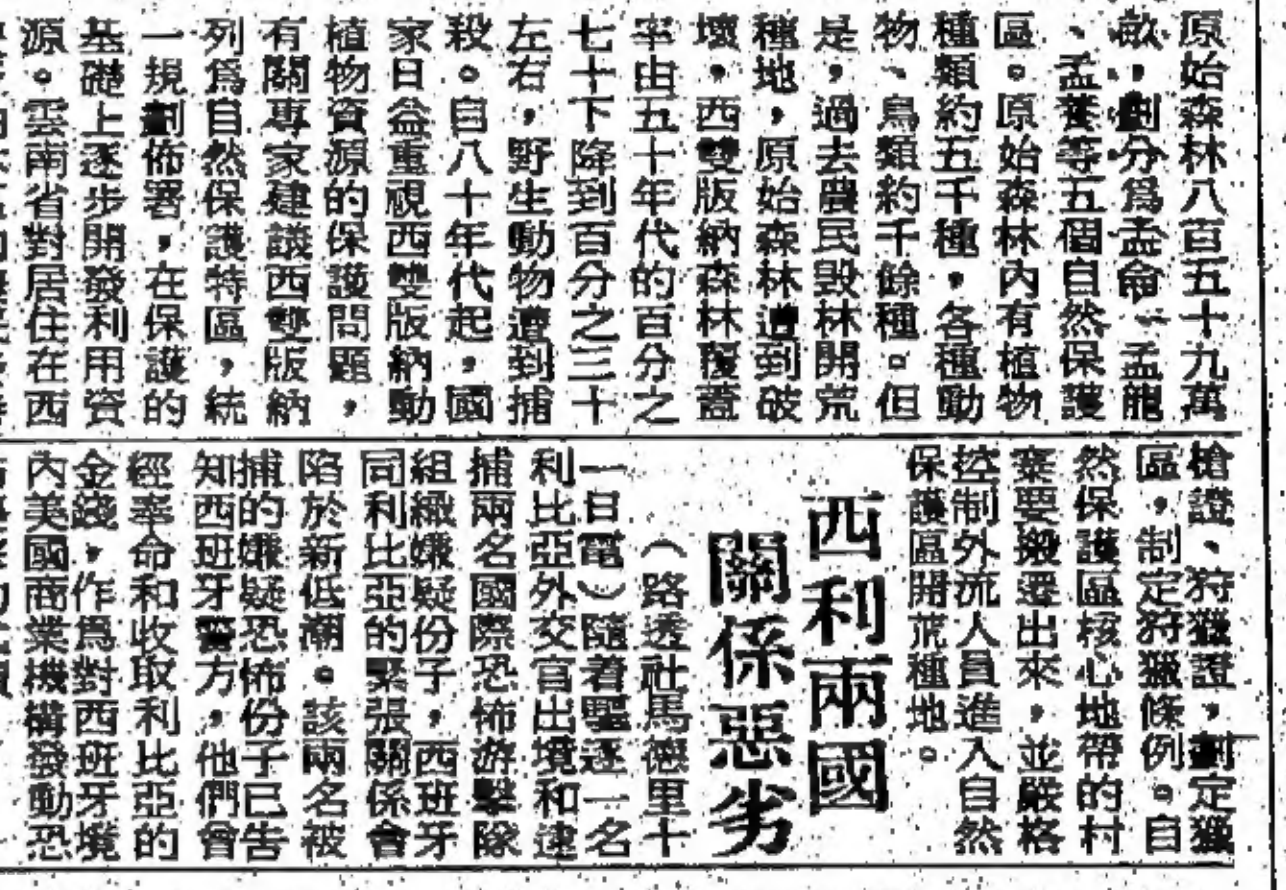 原始森林八百五十九萬
畝，劃分爲孟侖、孟龍
、孟養等五個自然保護
區。原始森林內有植物
種類約五千種，各種動
物、鳥類約千餘種。但
是，過去農民毀林開荒
種地，原始森林遭到破
壞，西雙版納森林覆蓋
率由五十年代的百分之
七十下降到百分之三十
左右，野生動物遭到捕
殺。自八十年代起，國
家日益重視西雙版納動
植物資源的保護問題，
有關專家建議西雙版納
列爲自然保護特區，統
一規劃佈署，在保護的
基礎上逐步開發利用資
源。雲南省對居住在西
槍證、狩獵證，劃定獵
區，制定狩獵條例。自
然保護區核心地帶的村
寨要搬遷出來，並嚴格
控制外流人員進入自然
保護區開荒種地。
西利兩國
關係惡劣
（路透社馬德里十
一日電）隨着驅逐一名
利比亞外交官出境和逮
捕兩名國際恐怖游擊隊
組織嫌疑份子，西班牙
同利比亞的緊張關係會
陷於新低潮。該兩名被
捕的嫌疑恐怖份子已告
知西班牙警方，他們曾
經奉命和收取利比亞的
金錢，作爲對西班牙境
內美國商業機構發動恐